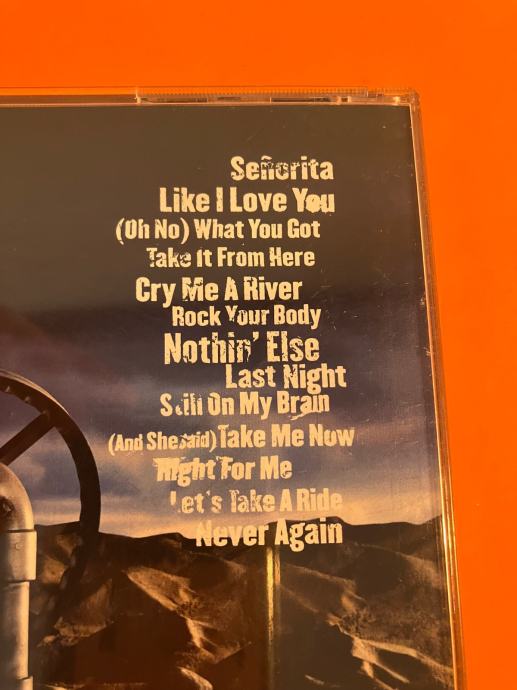 Señorita
Like I Love You
(Oh No) What You Got
Take It From Here
Cry Me A River
Rock Your Body
Nothin' Else
Last Night
Still On My Brain
(And She Said) Take Me Now
Right For Me
Let's Take A Ride
Never Again